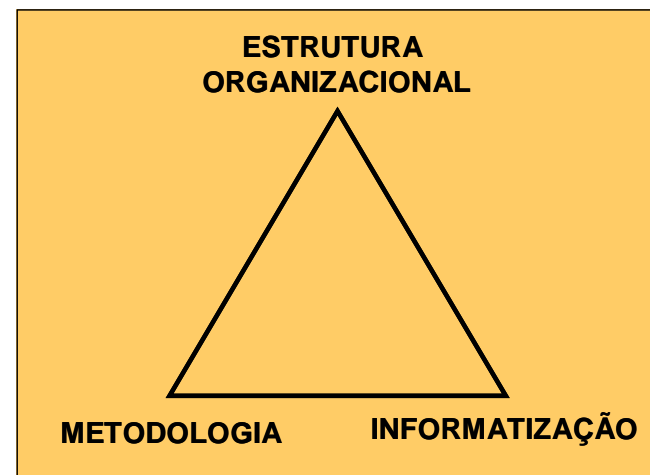 ESTRUTURA
ORGANIZACIONAL
METODOLOGIA
INFORMATIZAÇÃO